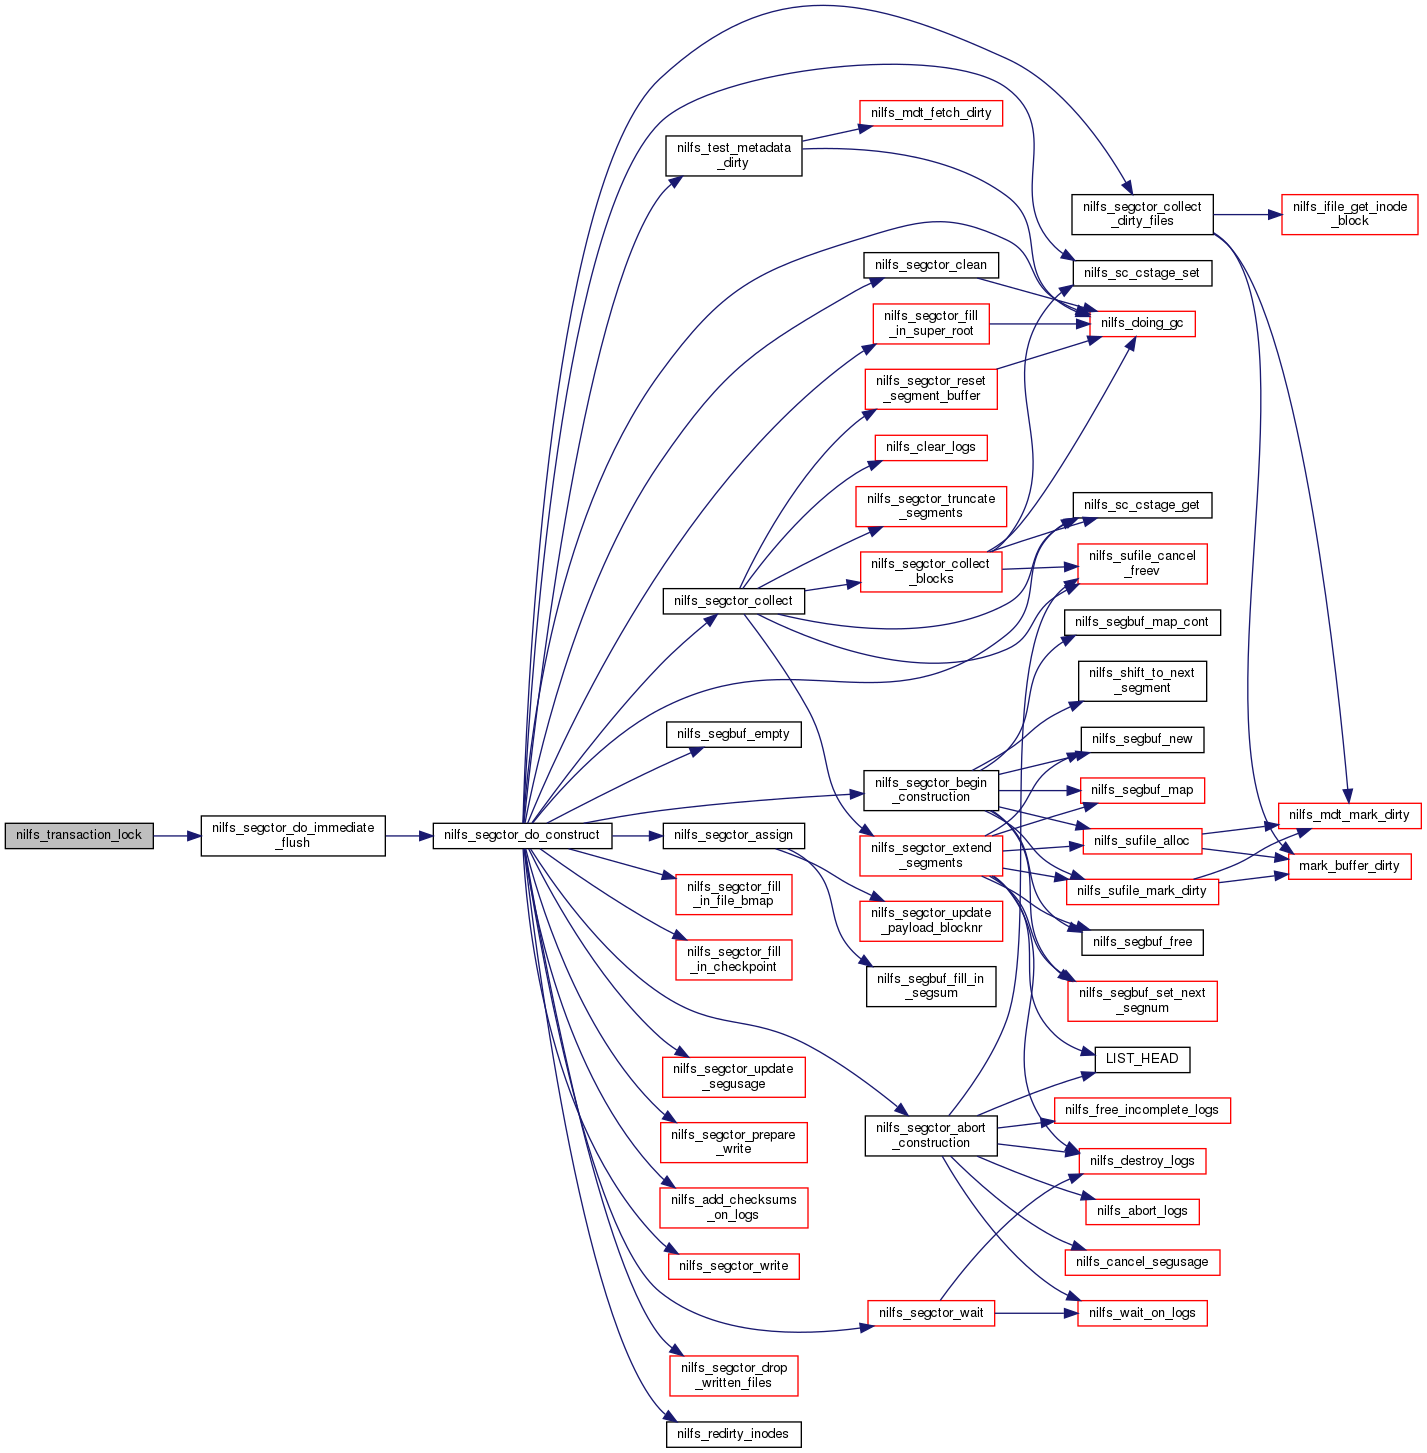 nilfs_transaction_lock
nilfs_segctor_do_immediate
_flush
nilfs_segctor_do_construct
nilfs_test_metadata
_dirty
nilfs_segctor_collect
nilfs_segbuf_empty
nilfs_segctor_assign
nilfs_segctor_fill
_in_file_bmap
nilfs_segctor_fill
_in_checkpoint
nilfs_segctor_update
_segusage
nilfs_segctor_prepare
_write
nilfs_add_checksums
_on_logs
nilfs_segctor_write
nilfs_segctor_drop
_written_files
nilfs_redirty_inodes
nilfs_mdt_fetch_dirty
nilfs_segctor_clean
nilfs_segctor_fill
_in_super_root
nilfs_segctor_reset
_segment_buffer
nilfs_clear_logs
nilfs_segctor_truncate
_segments
nilfs_segctor_collect
_blocks
nilfs_segctor_begin
_construction
nilfs_segctor_extend
_segments
nilfs_segctor_update
_payload_blocknr
nilfs_segbuf_fill_in
_segsum
nilfs_segctor_abort
_construction
nilfs_segctor_wait
nilfs_segctor_collect
_dirty_files
nilfs_sc_cstage_set
nilfs_doing_gc
nilfs_sc_cstage_get
nilfs_sufile_cancel
_freev
nilfs_segbuf_map_cont
nilfs_shift_to_next
_segment
nilfs_segbuf_new
nilfs_segbuf_map
nilfs_sufile_alloc
nilfs_sufile_mark_dirty
nilfs_segbuf_free
nilfs_segbuf_set_next
_segnum
LIST_HEAD
nilfs_free_incomplete_logs
nilfs_destroy_logs
nilfs_abort_logs
nilfs_cancel_segusage
nilfs_wait_on_logs
nilfs_ifile_get_inode
_block
nilfs_mdt_mark_dirty
mark_buffer_dirty